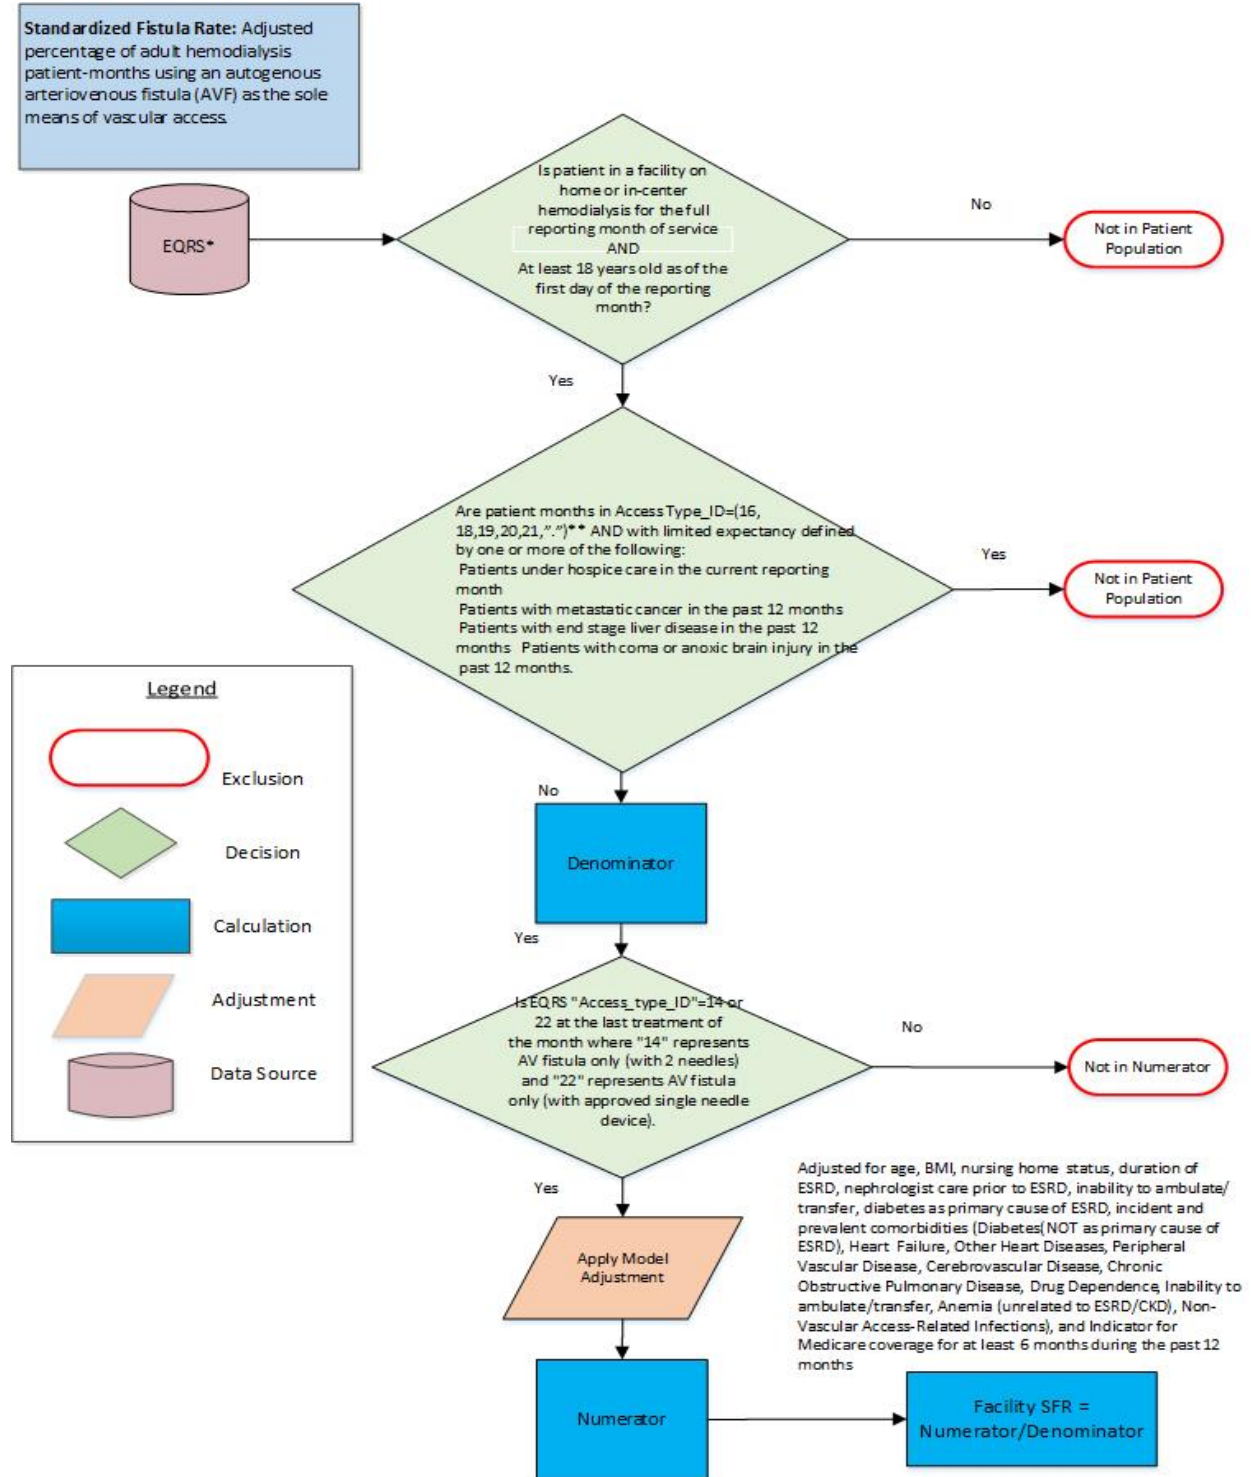 Standardized Fistula Rate: Adjusted
percentage of adult hemodialysis
patient-months using an autogenous
arteriovenous fistula (AVF) as the sole
means of vascular access.
EQRS*
Is patient in a facility on
home or in-center
hemodialysis for the full
reporting month of service
AND
At least 18 years old as of the
first day of the reporting
month?
No
Not in Patient
Population
Yes
Are patient months in Access Type_ID=(16,
18,19,20,21,”.”)** AND with limited expectancy defined
by one or more of the following:
Patients under hospice care in the current reporting
month
Patients with metastatic cancer in the past 12 months
Patients with end stage liver disease in the past 12
months Patients with coma or anoxic brain injury in the
past 12 months.
Yes
Not in Patient
Population
No
Legend
Exclusion
Decision
Calculation
Adjustment
Data Source
Denominator
Yes
Is EQRS "Access_type_ID"=14 or
22 at the last treatment of
the month where "14" represents
AV fistula only (with 2 needles)
and "22" represents AV fistula
only (with approved single needle
device).
No
Not in Numerator
Yes
Apply Model
Adjustment
Adjusted for age, BMI, nursing home status, duration of
ESRD, nephrologist care prior to ESRD, inability to ambulate/
transfer, diabetes as primary cause of ESRD, incident and
prevalent comorbidities (Diabetes(NOT as primary cause of
ESRD), Heart Failure, Other Heart Diseases, Peripheral
Vascular Disease, Cerebrovascular Disease, Chronic
Obstructive Pulmonary Disease, Drug Dependence, Inability to
ambulate/transfer, Anemia (unrelated to ESRD/CKD), Non-
Vascular Access-Related Infections), and Indicator for
Medicare coverage for at least 6 months during the past 12
months
Numerator
Facility SFR =
Numerator/Denominator